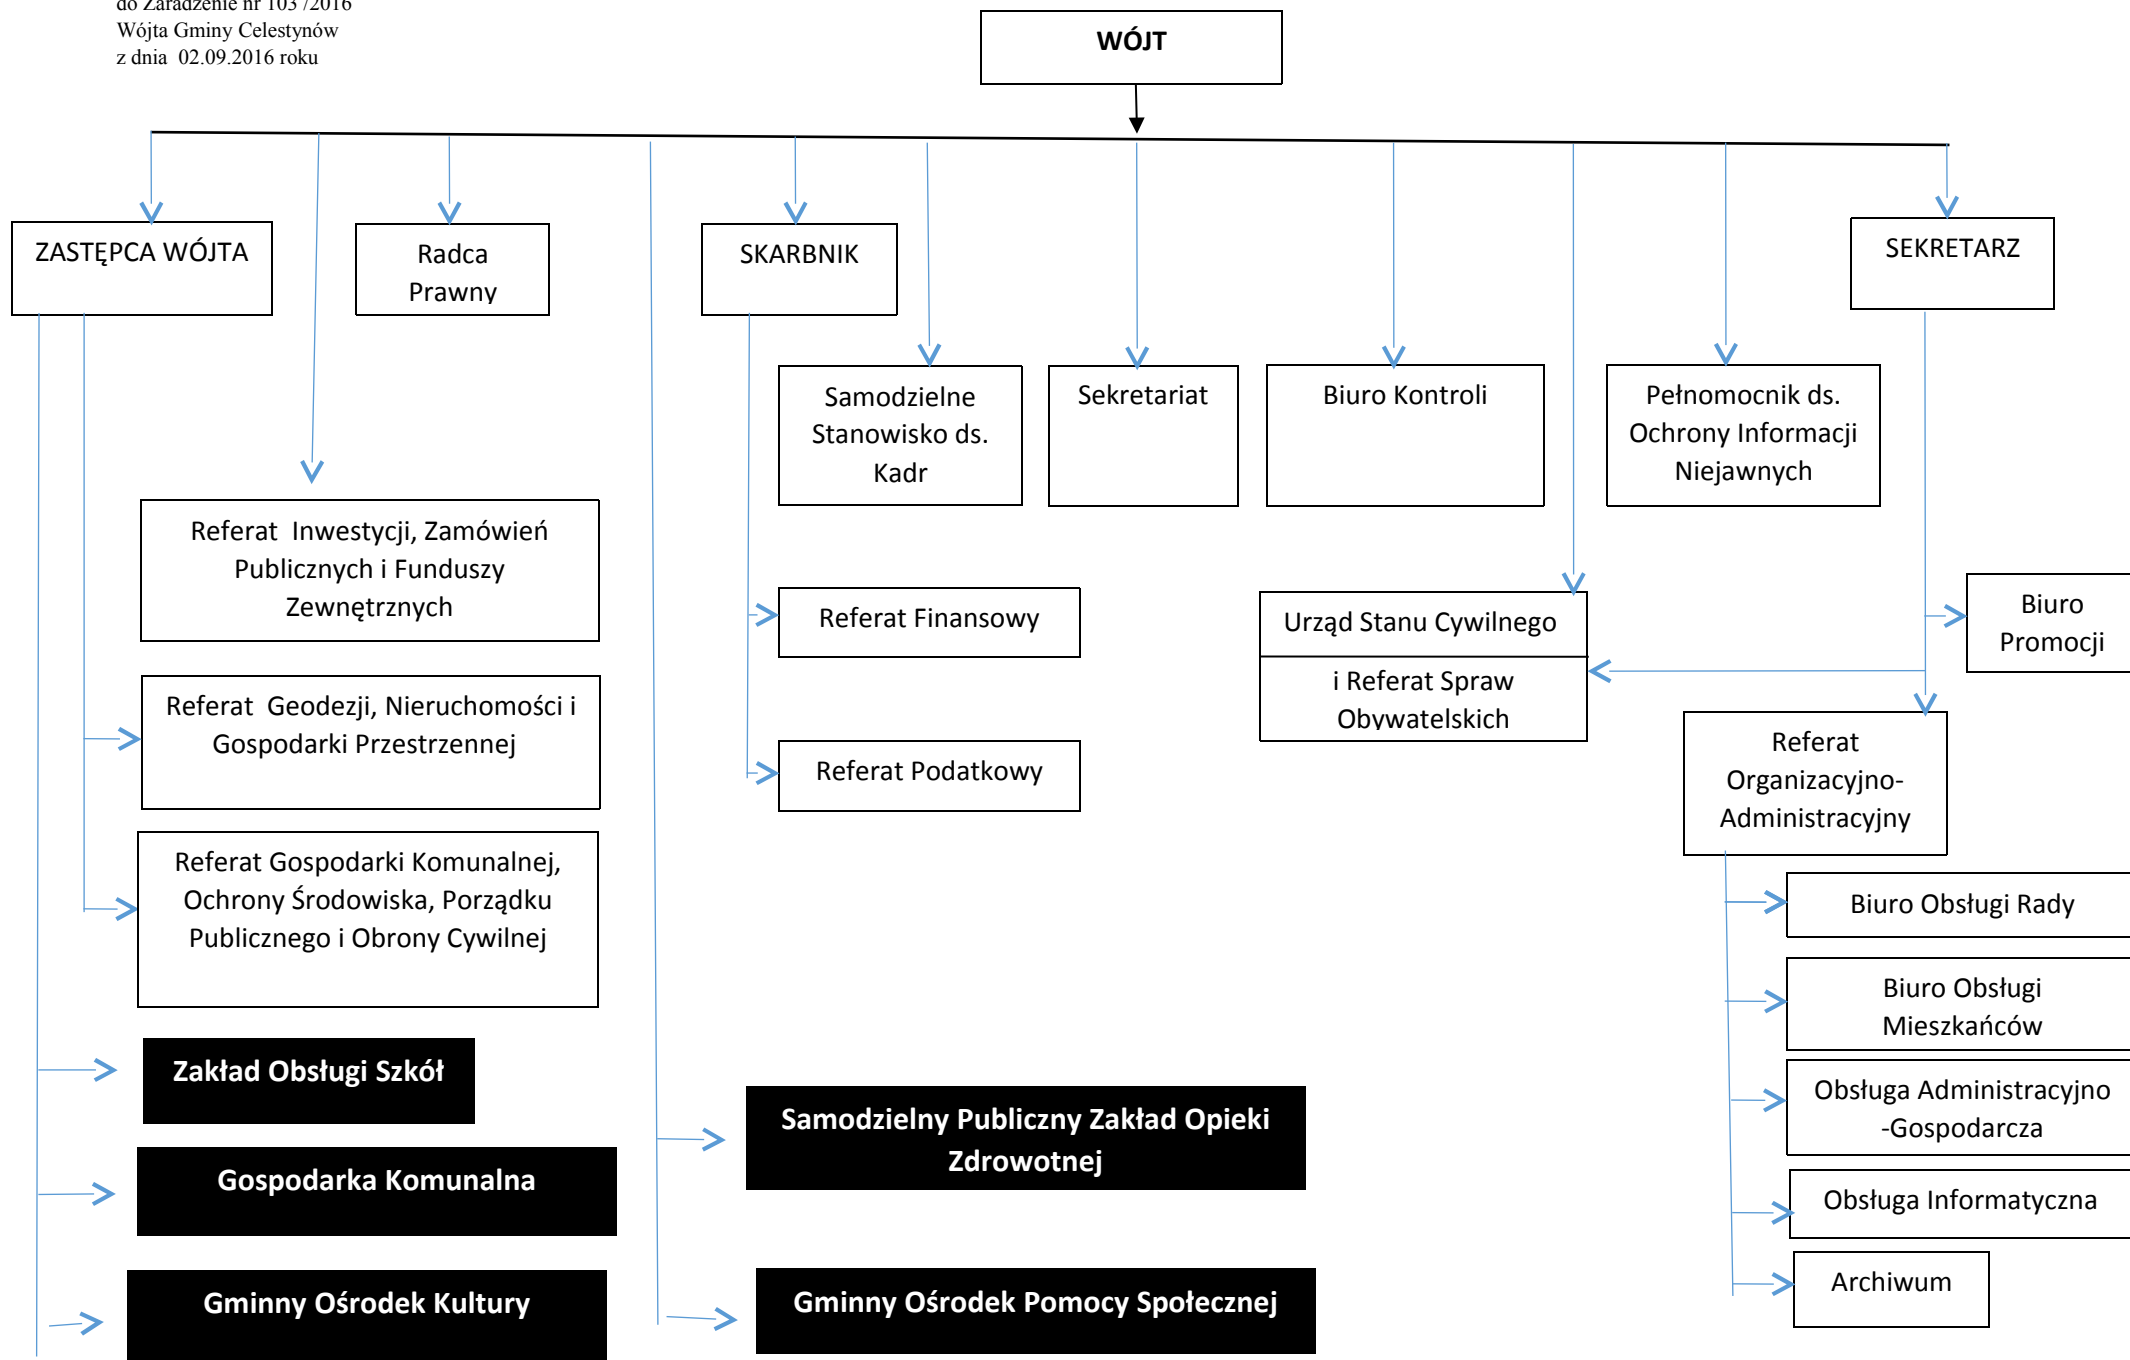 do Zaradzenie nr 103 /2016
Wójta Gminy Celestynów
z dnia 02.09.2016 roku
WÓJT
ZASTĘPCA WÓJTA
Radca
Prawny
SKARBNIK
SEKRETARZ
Samodzielne
Stanowisko ds.
Kadr
Sekretariat
Biuro Kontroli
Pełnomocnik ds.
Ochrony Informacji
Niejawnych
Referat Inwestycji, Zamówień
Publicznych i Funduszy
Zewnętrznych
Referat Finansowy
Urząd Stanu Cywilnego
i Referat Spraw
Obywatelskich
Biuro
Promocji
Referat Geodezji, Nieruchomości i
Gospodarki Przestrzennej
Referat Podatkowy
Referat
Organizacyjno-
Administracyjny
Referat Gospodarki Komunalnej,
Ochrony Środowiska, Porządku
Publicznego i Obrony Cywilnej
Biuro Obsługi Rady
Biuro Obsługi
Mieszkańców
Zakład Obsługi Szkół
Samodzielny Publiczny Zakład Opieki
Zdrowotnej
Obsługa Administracyjno
-Gospodarcza
Gospodarka Komunalna
Obsługa Informatyczna
Gminny Ośrodek Kultury
Gminny Ośrodek Pomocy Społecznej
Archiwum